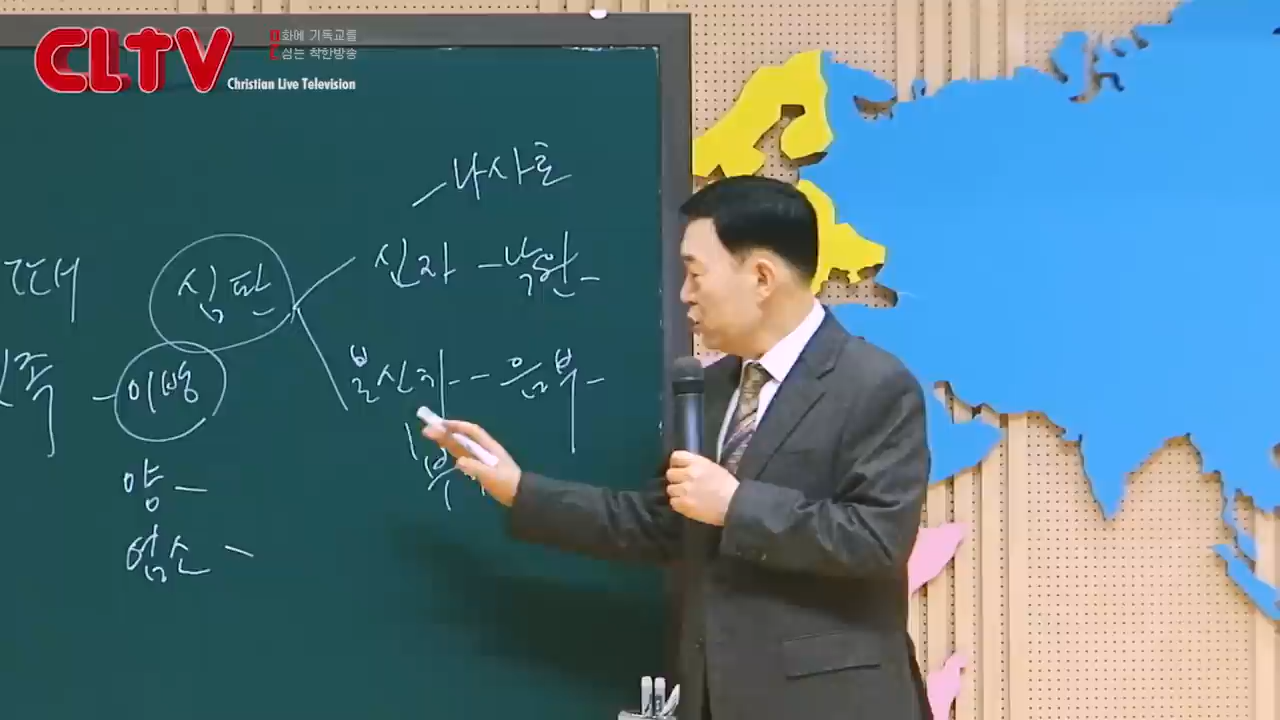 CLTV
문화에 기독교를
심는 착한방송
Christian Live Television
나사로
신자 - 낙원 -
심판
불신자 - - 음부 -
- 이방
양 -
염소 -